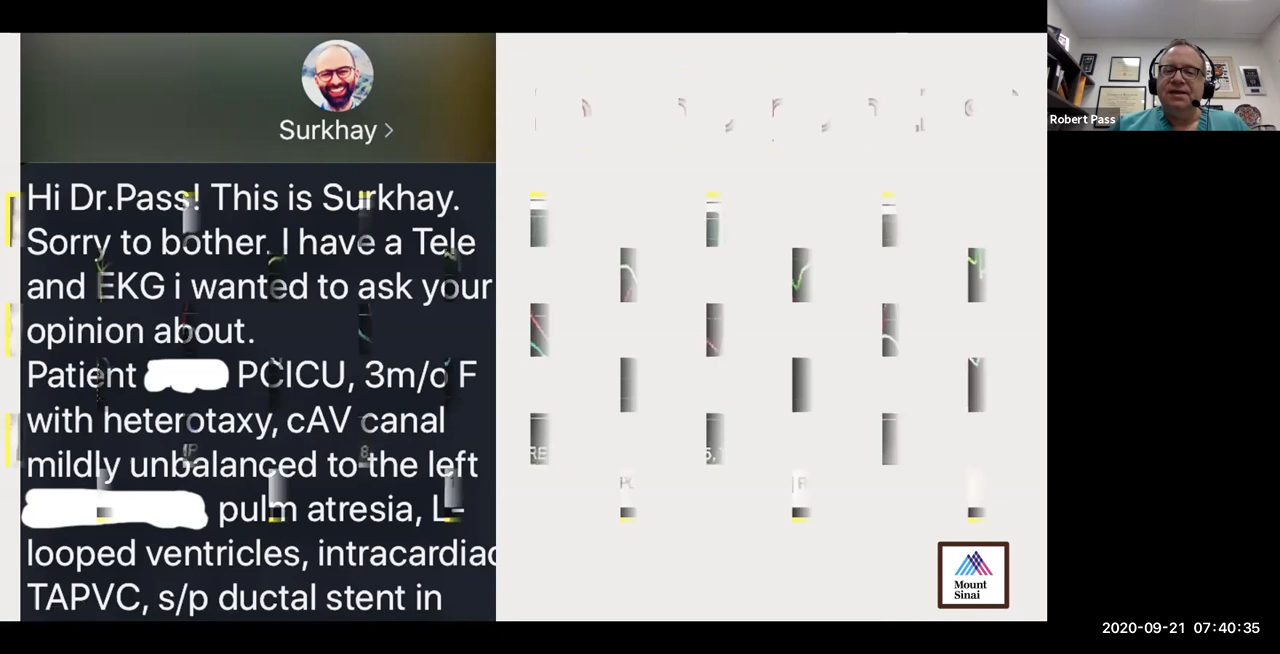 Surkhay >
Hi Dr.Pass! This is Surkhay.
Sorry to bother. I have a Tele
and EKG i wanted to ask your
opinion about.
Patient PCICU, 3m/o F
with heterotaxy, cAV canal
mildly unbalanced to the left
pulm atresia, L-
looped ventricles, intracardiac
TAPVC, s/p ductal stent in
Robert Pass
Mount
Sinai
2020-09-21 07:40:35